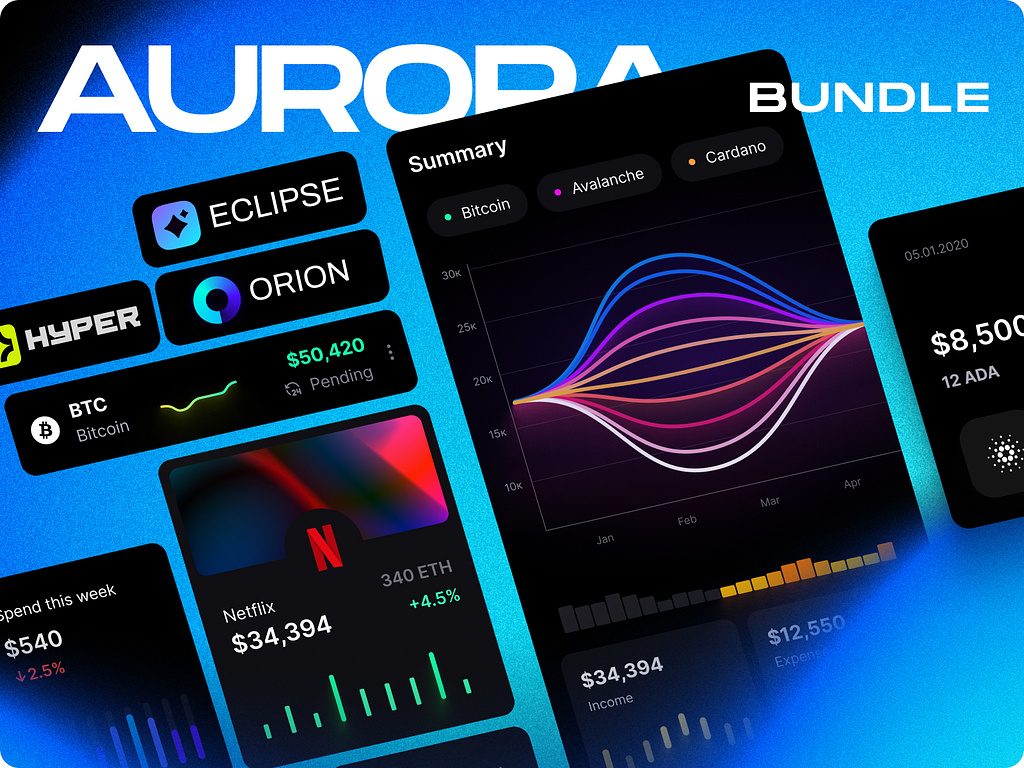 AURORA
BUNDLE
ECLIPSE
ORION
HYPER
BTC
Bitcoin
$50,420
24
Pending
Netflix
$34,394
340 ETH
+4.5%
Spend this week
$540
↓2.5%
Summary
Bitcoin
Avalanche
Cardano
30K
25K
20K
15K
10K
Jan
Feb
Mar
Apr
$34,394
Income
$12,550
Expenses
05.01.2020
$8,500
12 ADA